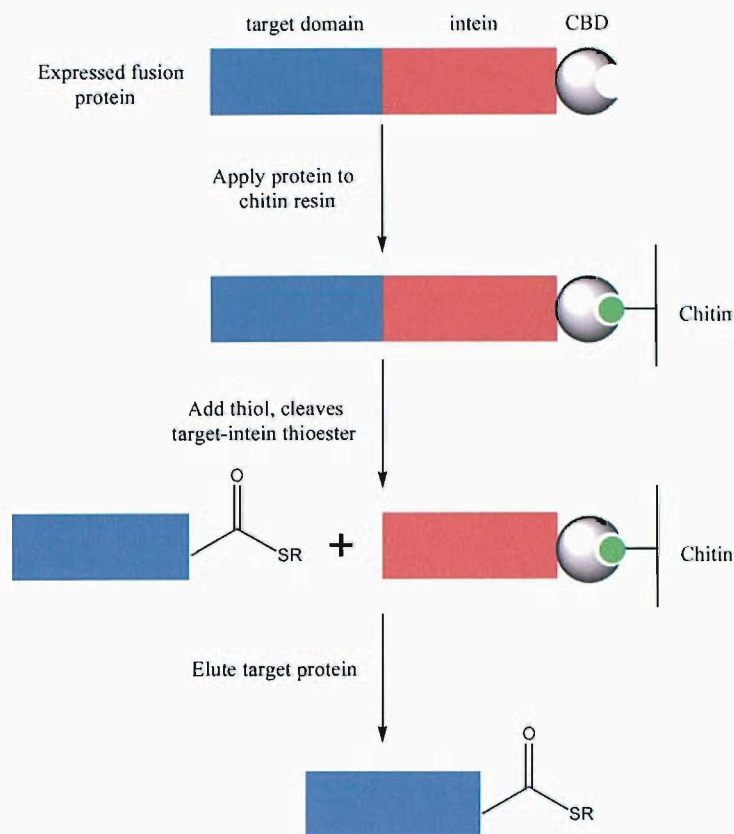 target domain intein CBD
Expressed fusion
protein
Apply protein to
chitin resin
Chitin
Add thiol, cleaves
target-intein thioester
O
SR
+
Chitin
Elute target protein
O
SR